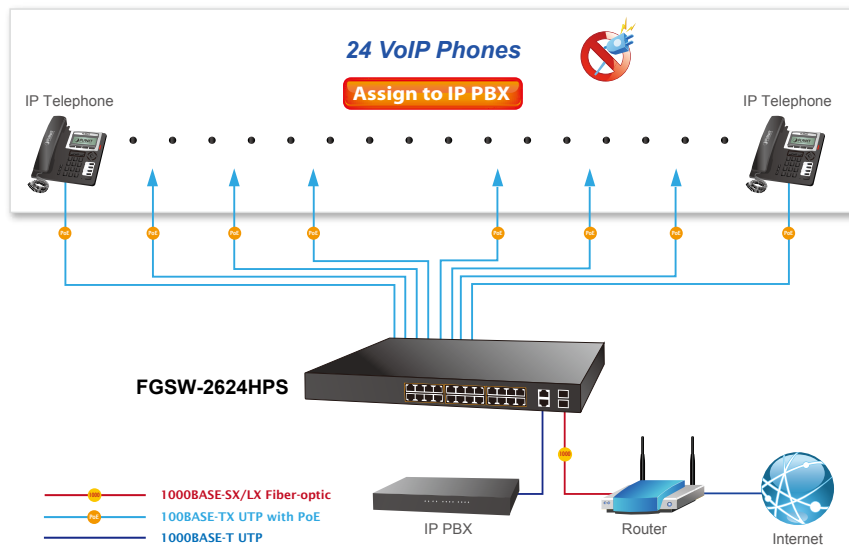 24 VoIP Phones
Assign to IP PBX
IP Telephone
IP Telephone
PoE
PoE
PoE
PoE
PoE
PoE
PoE
PoE
FGSW-2624HPS
1000
1000
1000BASE-SX/LX Fiber-optic
PoE
100BASE-TX UTP with PoE
1000BASE-T UTP
IP PBX
Router
Internet